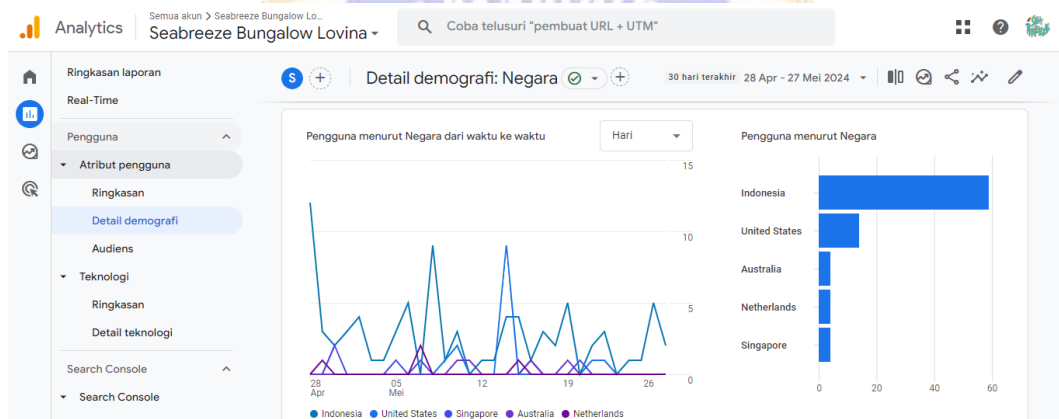 Analytics
Semua akun > Seabreeze Bungalow Lo...
Seabreeze Bungalow Lovina
Coba telusuri "pembuat URL + UTM"
Ringkasan laporan
Real-Time
Pengguna
Atribut pengguna
Ringkasan
Detail demografi
Audiens
Teknologi
Ringkasan
Detail teknologi
Search Console
Search Console
S
Detail demografi: Negara
30 hari terakhir 28 Apr - 27 Mei 2024
Pengguna menurut Negara dari waktu ke waktu
Hari
15
10
5
0
28 Apr
05 Mei
12
19
26
Indonesia United States Singapore Australia Netherlands
Pengguna menurut Negara
Indonesia
United States
Australia
Netherlands
Singapore
0 20 40 60